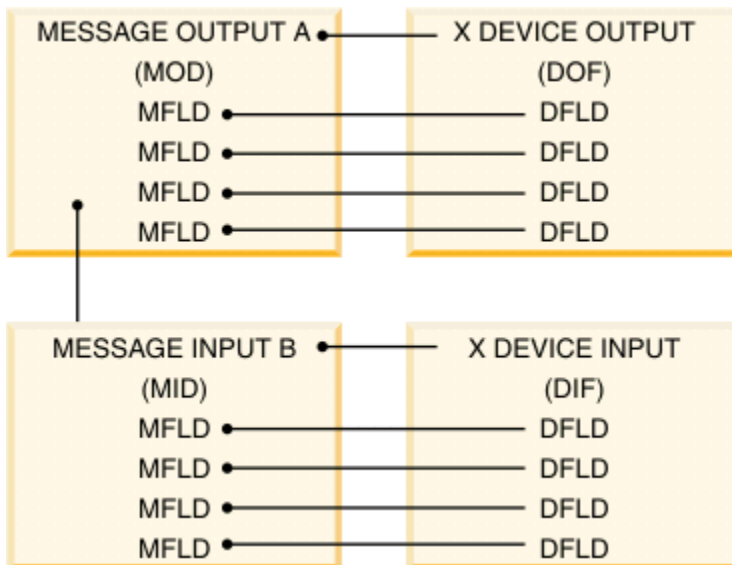 MESSAGE OUTPUT A
(MOD)
MFLD
MFLD
MFLD
MFLD
X DEVICE OUTPUT
(DOF)
DFLD
DFLD
DFLD
DFLD
MESSAGE INPUT B
(MID)
MFLD
MFLD
MFLD
MFLD
X DEVICE INPUT
(DIF)
DFLD
DFLD
DFLD
DFLD